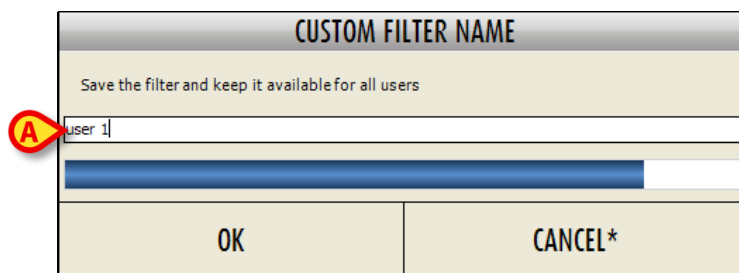 CUSTOM FILTER NAME
Save the filter and keep it available for all users
A
user 1
OK
CANCEL*